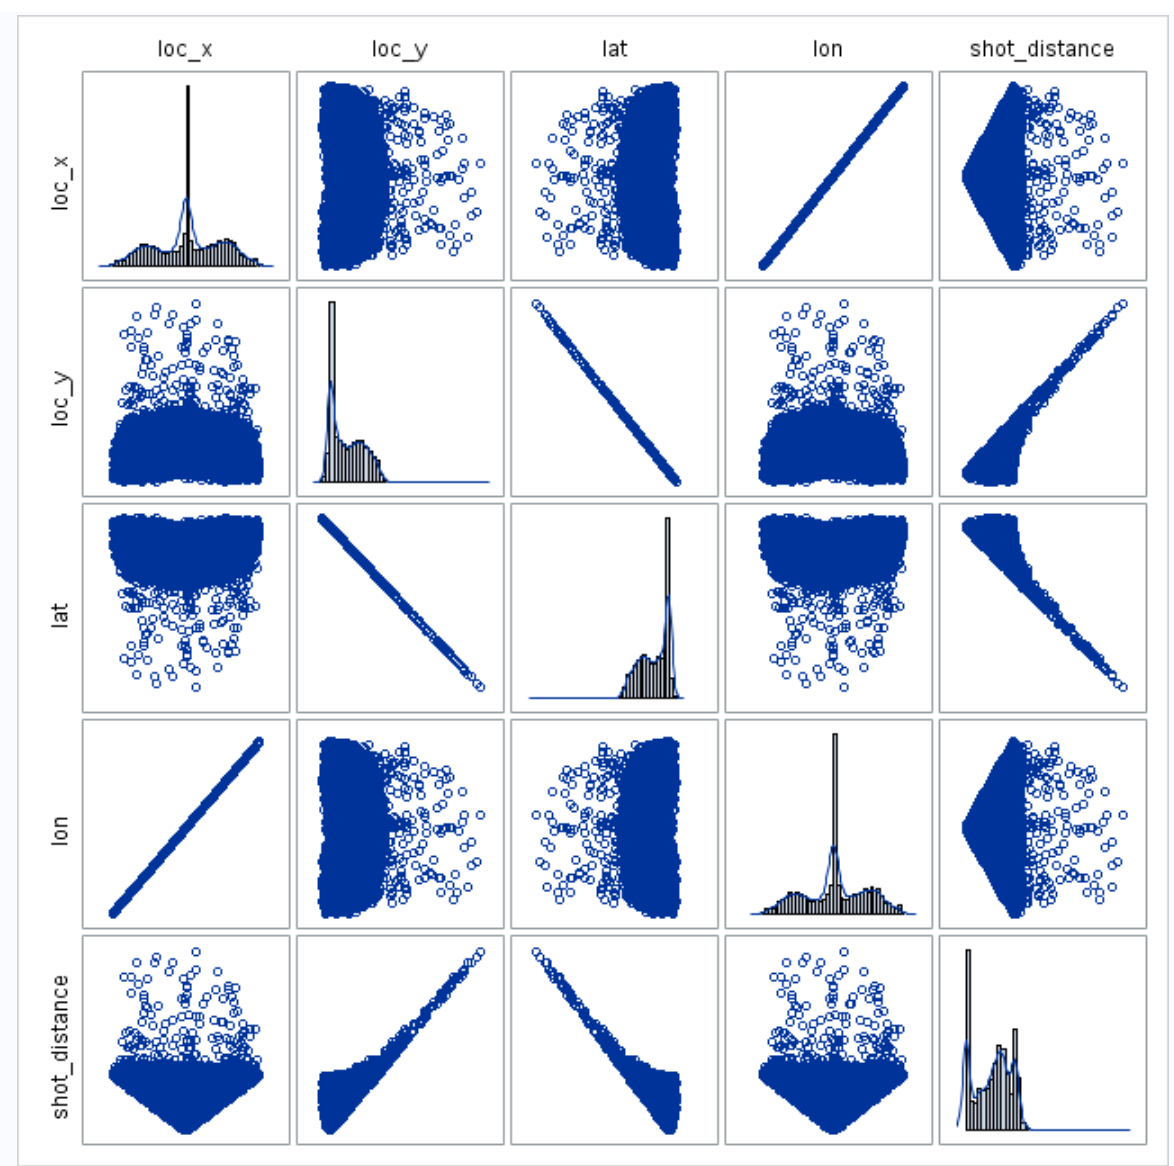 loc_x loc_y lat lon shot_distance
loc_x
loc_y
lat
lon
shot_distance